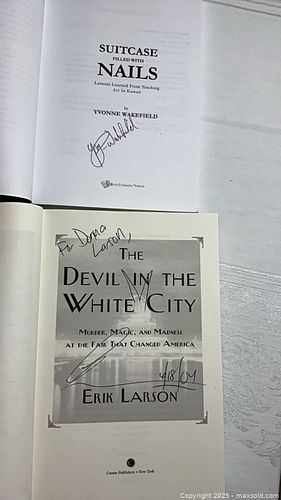 SUITCASE
FILLED WITH
NAILS
Lessons Learned From Teaching
Art In Kuwait
by
YVONNE WAKEFIELD
For Donna
Larson,
THE
DEVIL IN THE
WHITE CITY
MURDER, MAGIC, AND MADNESS
AT THE FAIR THAT CHANGED AMERICA
4/8/04
ERIK LARSON
Crown Publishers • New York
Copyright © 2025 - maxsold.com